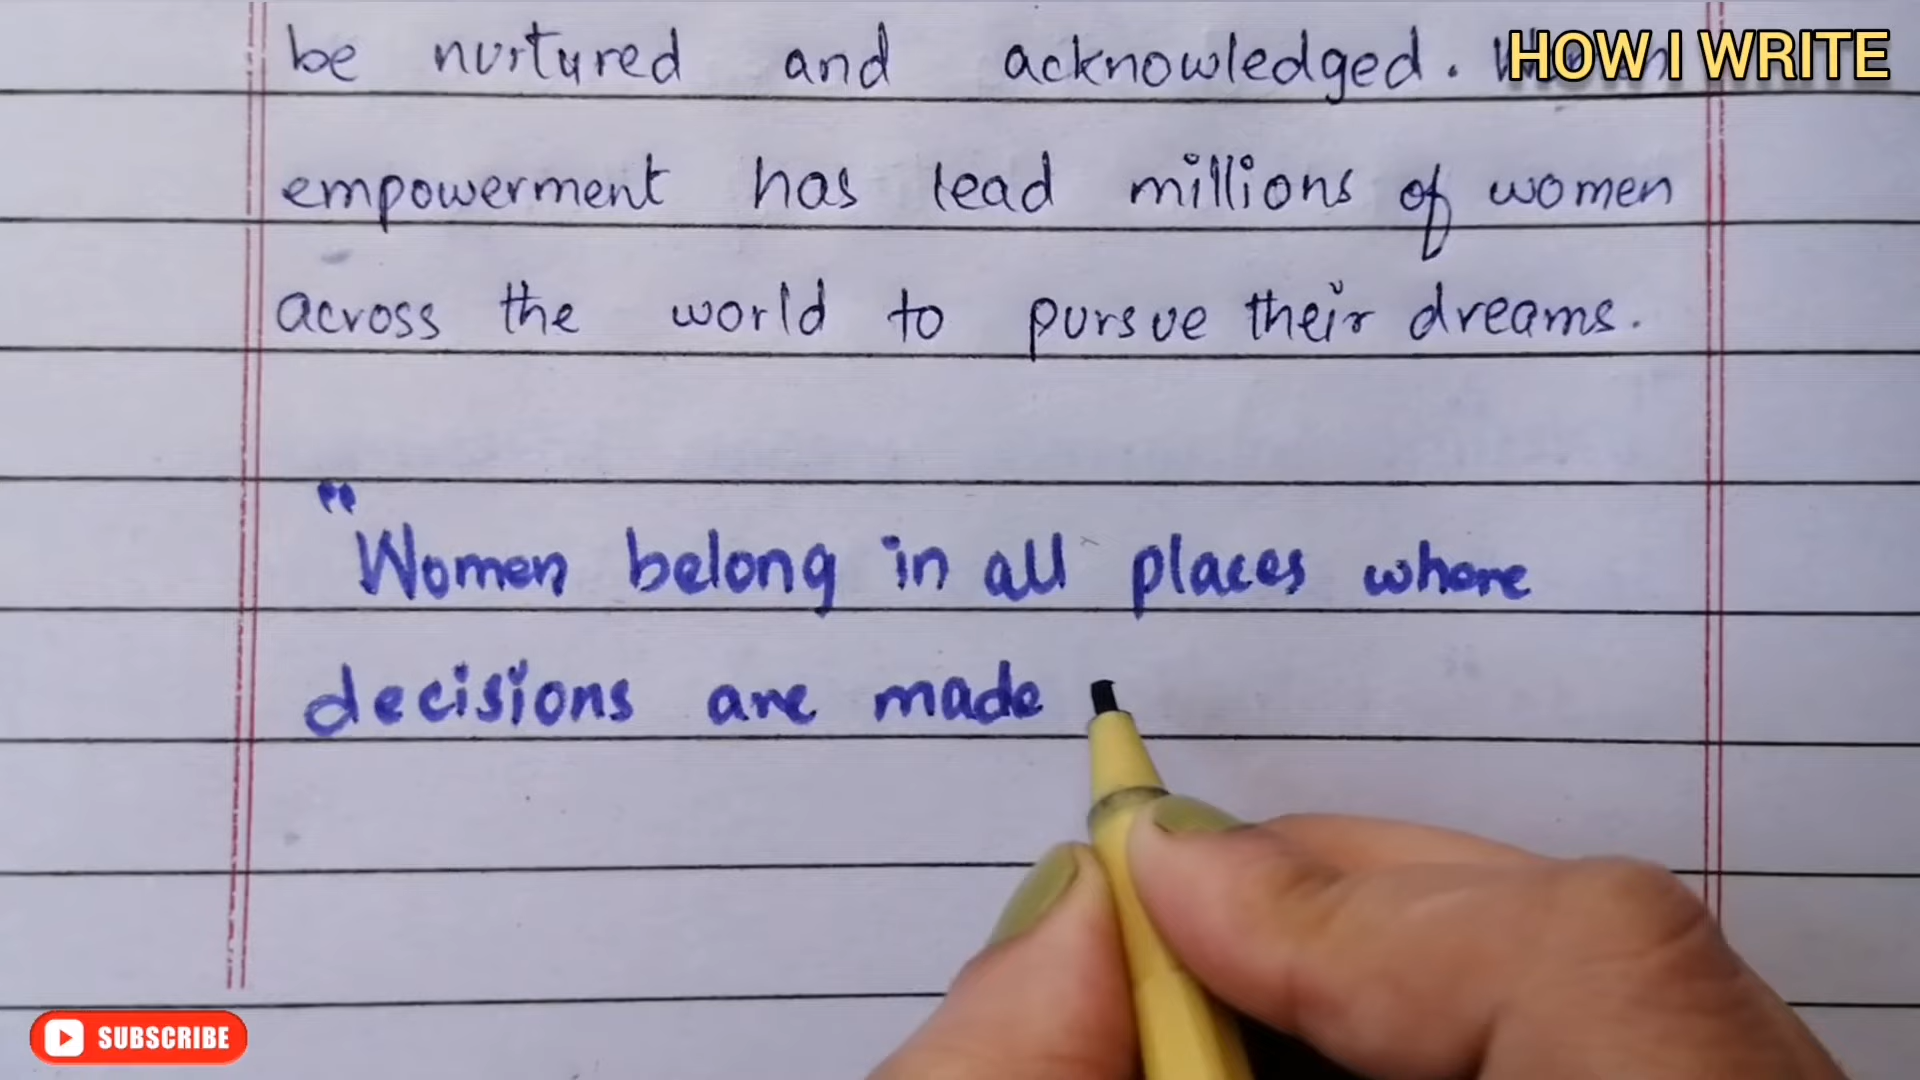 HOW I WRITE
be nurtured and acknowledged.
empowerment has lead millions of women
across the world to pursue their dreams.
"Women belong in all places where
decisions are made
SUBSCRIBE